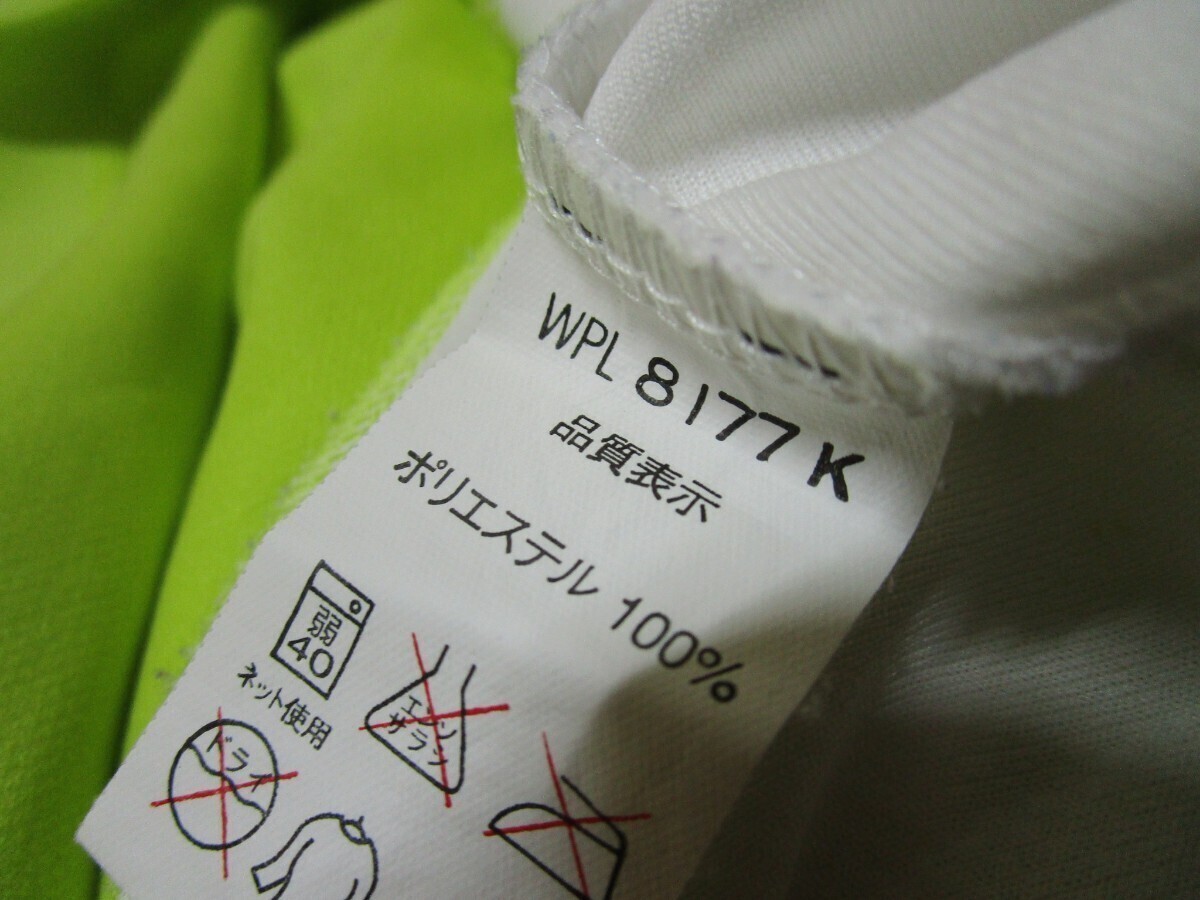 WPL 8177 K
品質表示
ポリエステル 100%
弱
40
ネット使用
エンソ
サラシ
ドライ